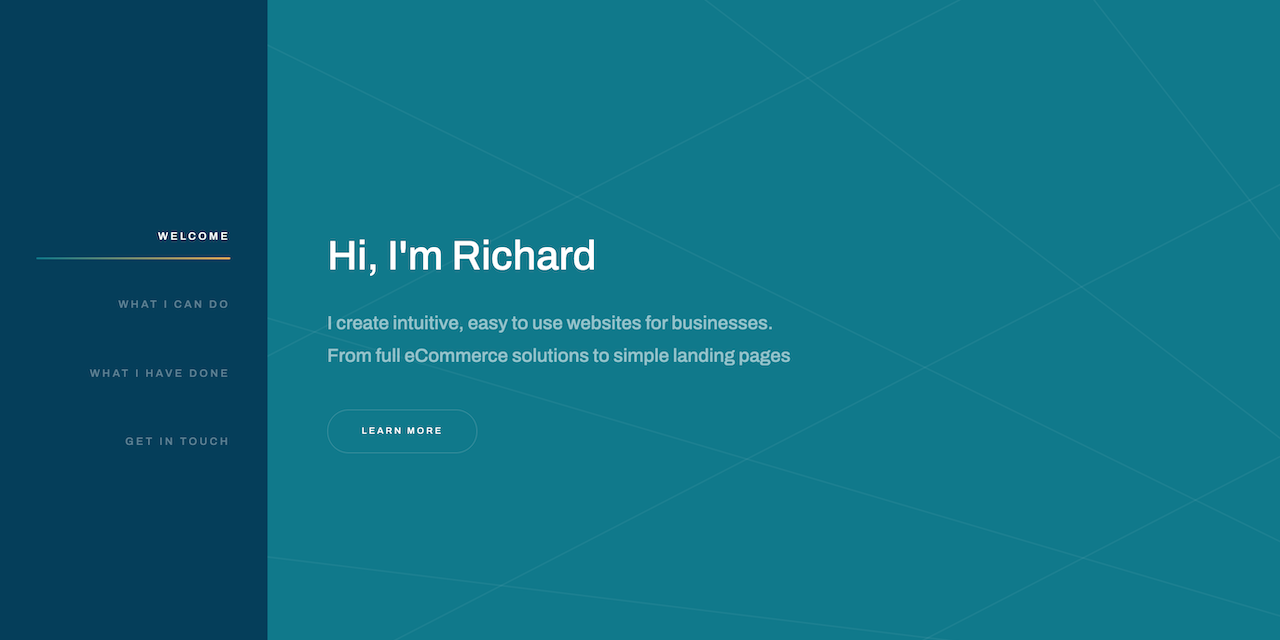 WELCOME
WHAT I CAN DO
WHAT I HAVE DONE
GET IN TOUCH
Hi, I'm Richard
I create intuitive, easy to use websites for businesses.
From full eCommerce solutions to simple landing pages
LEARN MORE